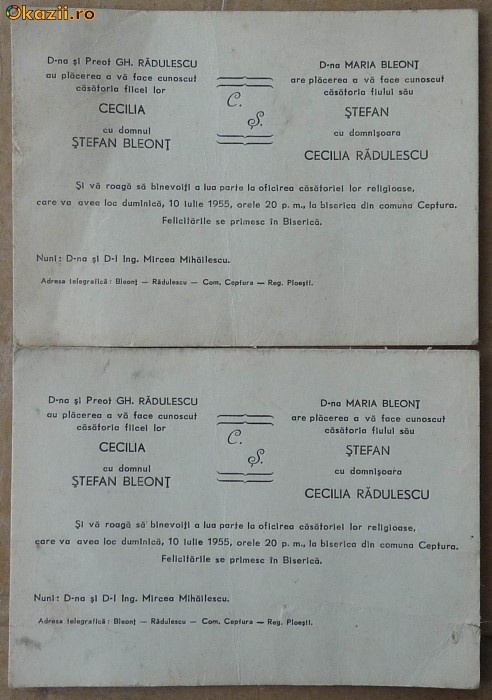 Okazii.ro
D-na și Preot GH. RĂDULESCU
au plăcerea a vă face cunoscut
căsătoria fiicei lor
CECILIA
cu domnul
ȘTEFAN BLEONȚ
C.
Ș.
D-na MARIA BLEONȚ
are plăcerea a vă face cunoscut
căsătoria fiului său
ȘTEFAN
cu domnișoara
CECILIA RĂDULESCU
Și vă roagă să binevoiți a lua parte la oficirea căsătoriei lor religioase,
care va avea loc duminică, 10 iulie 1955, orele 20 p. m., la biserica din comuna Ceptura.
Felicitările se primesc în Biserică.
Nuni: D-na și D-l Ing. Mircea Mihăilescu.
Adresa telegrafică: Bleonț — Rădulescu — Com. Ceptura — Reg. Ploești.
D-na și Preot GH. RĂDULESCU
au plăcerea a vă face cunoscut
căsătoria fiicei lor
CECILIA
cu domnul
ȘTEFAN BLEONȚ
C.
Ș.
D-na MARIA BLEONȚ
are plăcerea a vă face cunoscut
căsătoria fiului său
ȘTEFAN
cu domnișoara
CECILIA RĂDULESCU
Și vă roagă să binevoiți a lua parte la oficirea căsătoriei lor religioase,
care va avea loc duminică, 10 iulie 1955, orele 20 p. m., la biserica din comuna Ceptura.
Felicitările se primesc în Biserică.
Nuni: D-na și D-l Ing. Mircea Mihăilescu.
Adresa telegrafică: Bleonț — Rădulescu — Com. Ceptura — Reg. Ploești.